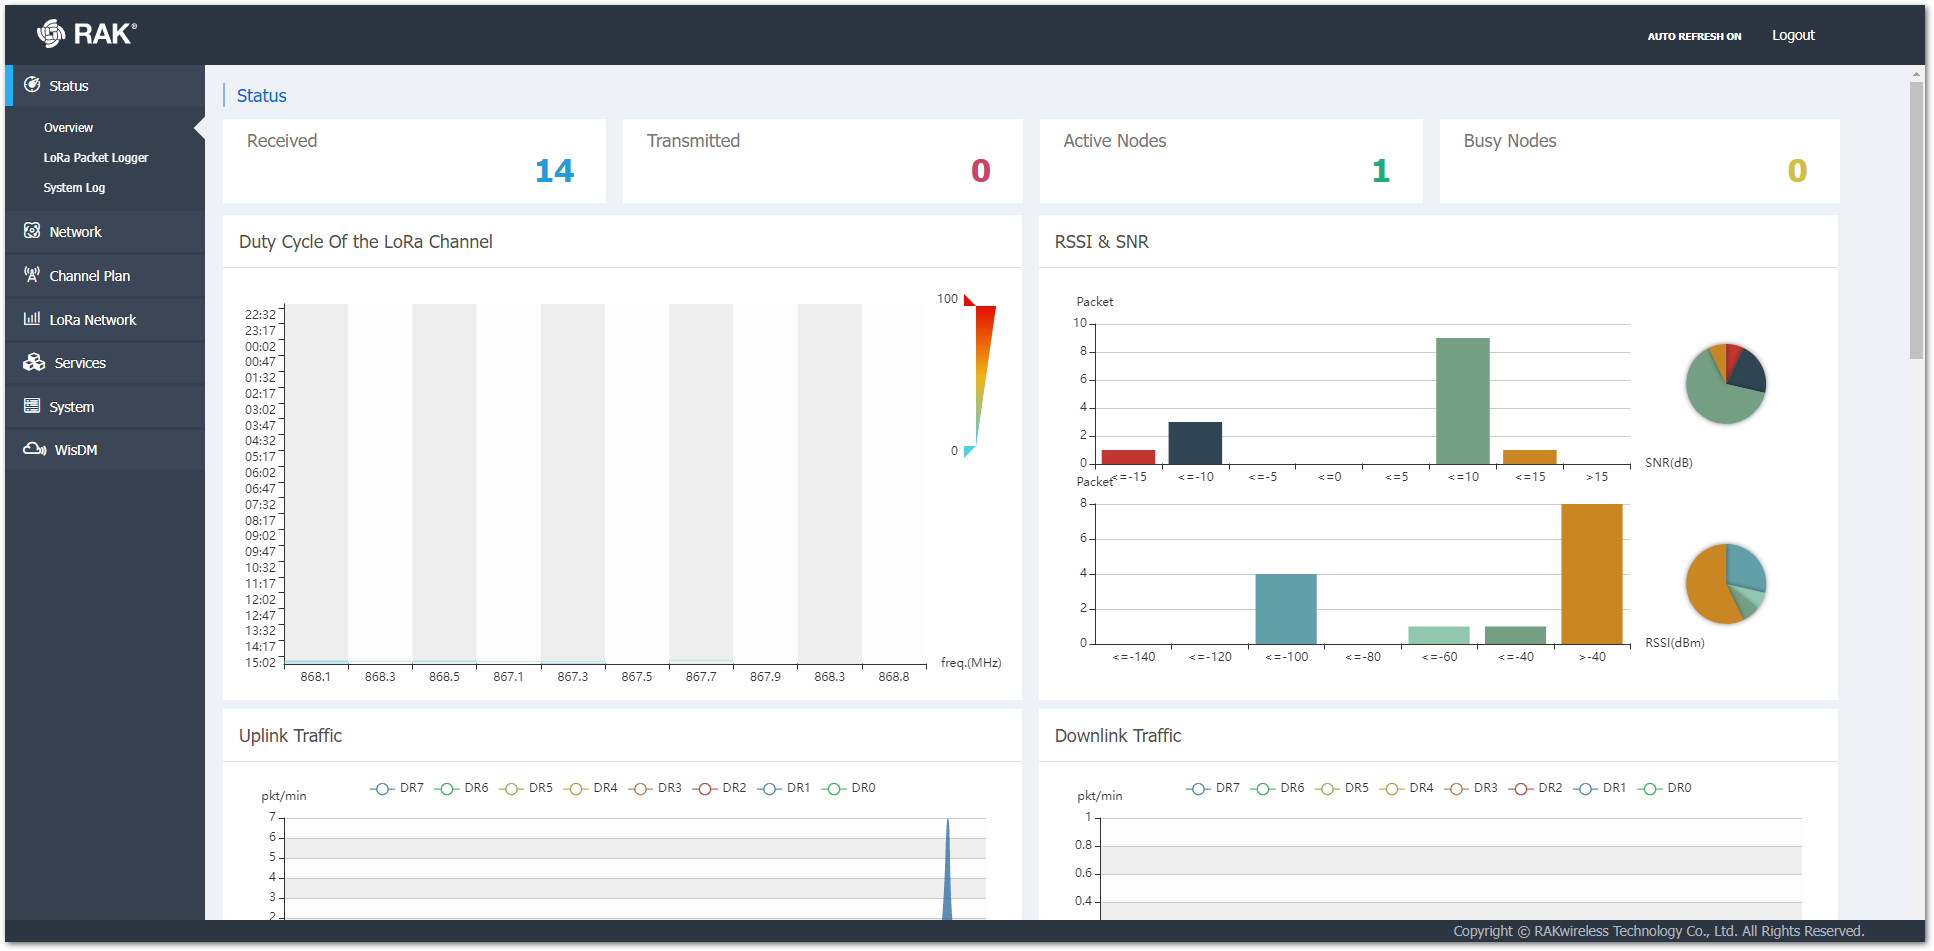 RAK®
AUTO REFRESH ON
Logout
Status
Overview
LoRa Packet Logger
System Log
Network
Channel Plan
LoRa Network
Services
System
WisDM
Status
Received
14
Transmitted
0
Active Nodes
1
Busy Nodes
0
Duty Cycle Of the LoRa Channel
22:32
23:17
00:02
00:47
01:32
02:17
03:02
03:47
04:32
05:17
06:02
06:47
07:32
08:17
09:02
09:47
10:32
11:17
12:02
12:47
13:32
14:17
15:02
868.1 868.3 868.5 867.1 867.3 867.5 867.7 867.9 868.3 868.8
freq.(MHz)
100
0
RSSI & SNR
Packet
10
8
6
4
2
0
<=-15 <=-10 <=-5 <=0 <=5 <=10 <=15 >15
SNR(dB)
Packet
8
6
4
2
0
<=-140 <=-120 <=-100 <=-80 <=-60 <=-40 >-40
RSSI(dBm)
Uplink Traffic
DR7 DR6 DR5 DR4 DR3 DR2 DR1 DR0
pkt/min
7
6
5
4
3
2
Downlink Traffic
DR7 DR6 DR5 DR4 DR3 DR2 DR1 DR0
pkt/min
1
0.8
0.6
0.4
Copyright © RAKwireless Technology Co., Ltd. All Rights Reserved.